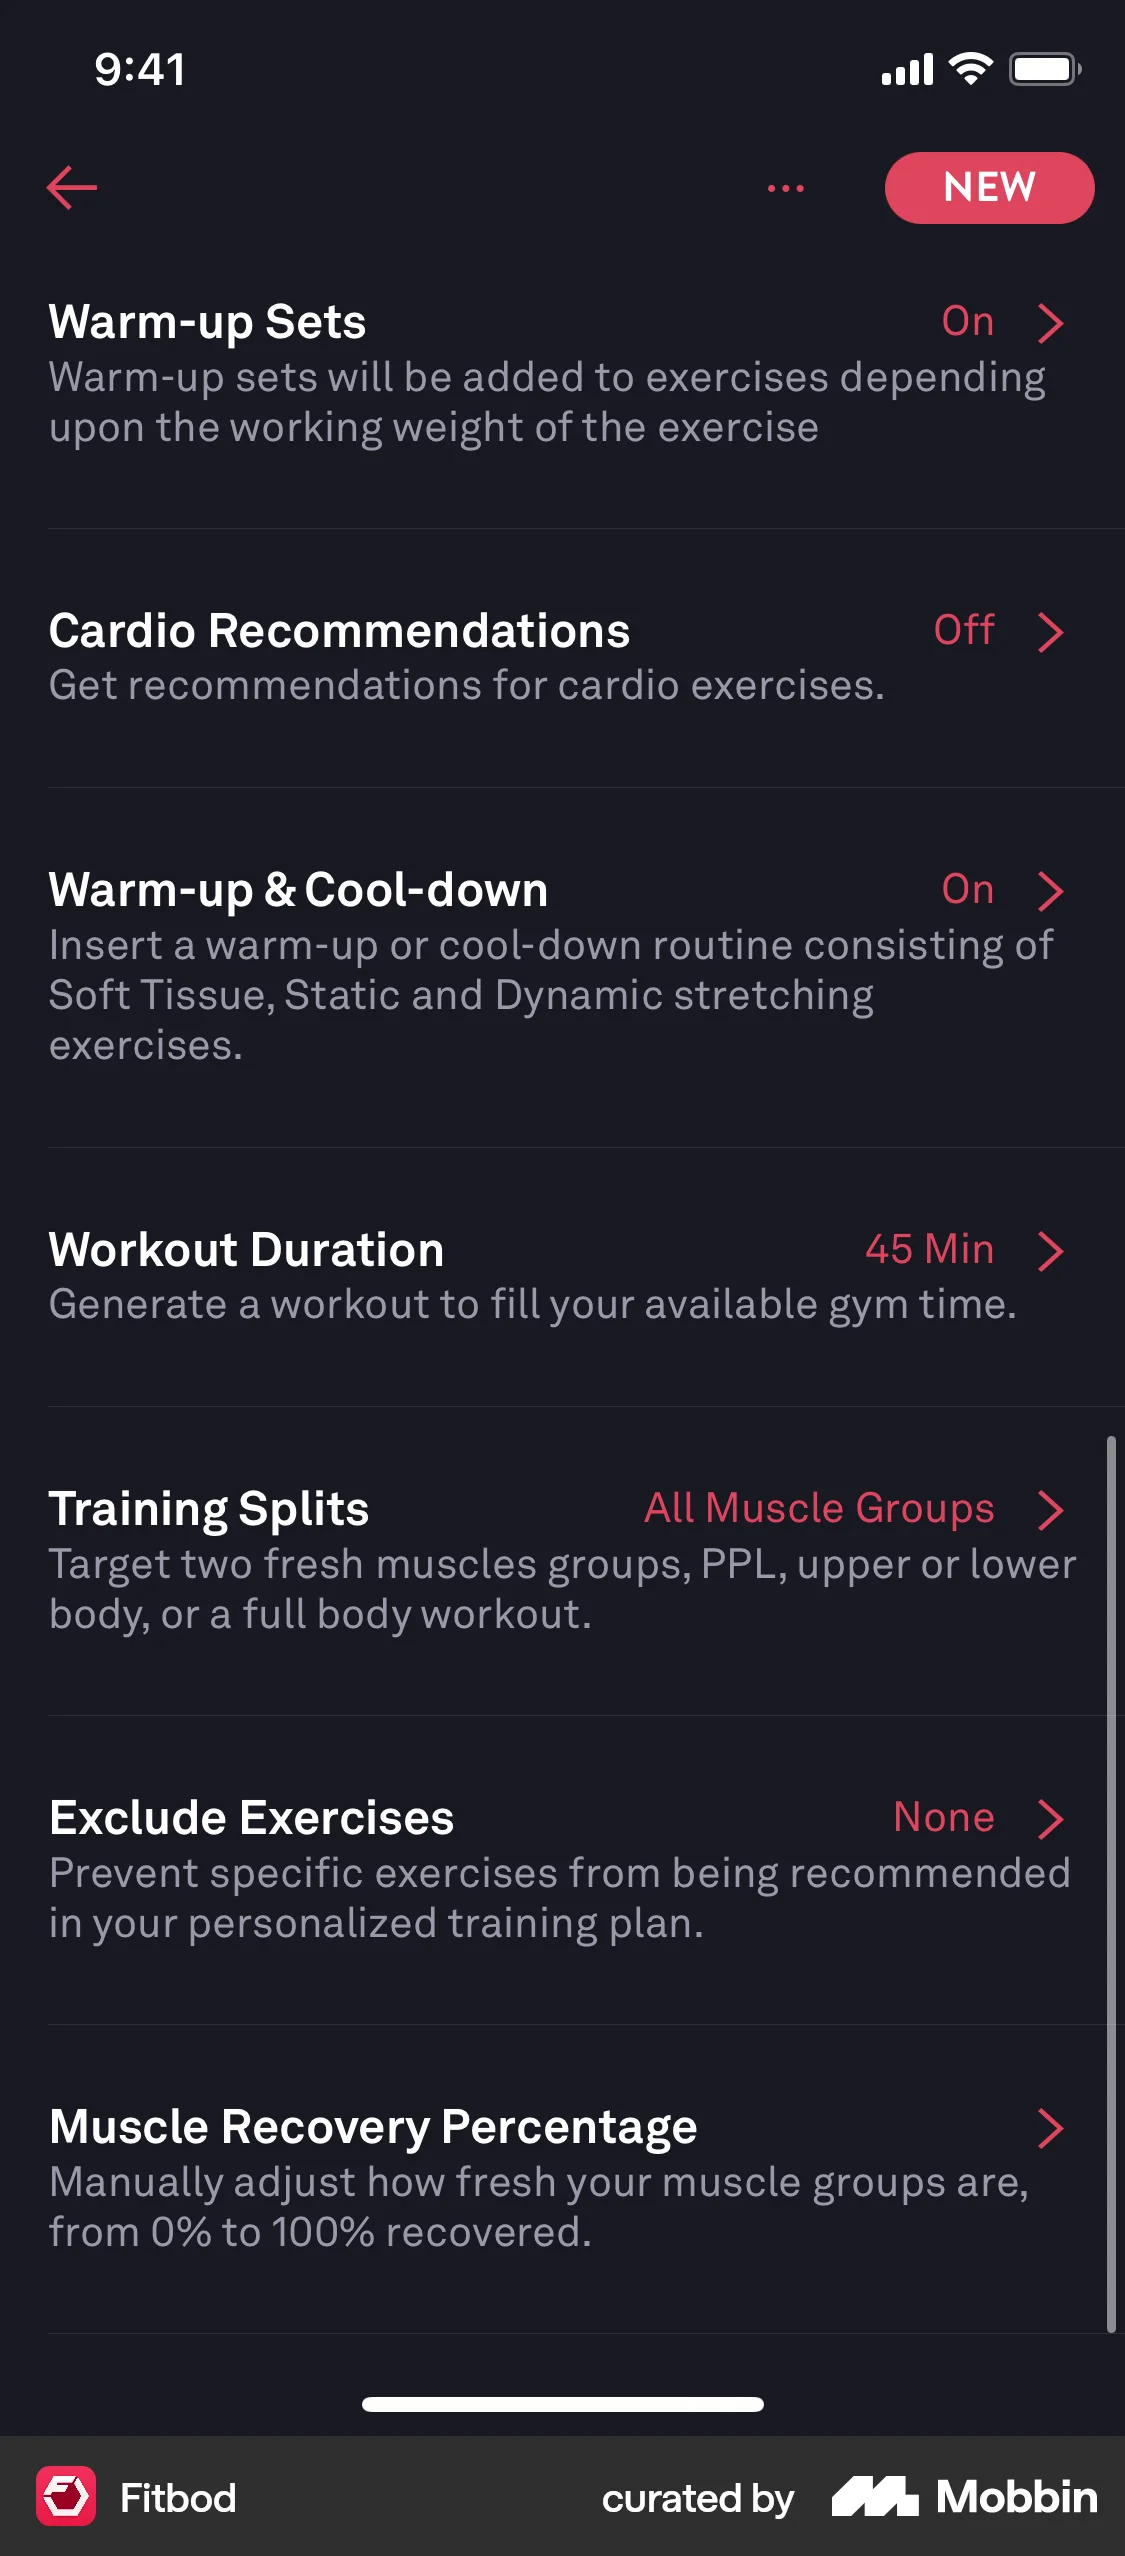 9:41
NEW
Warm-up Sets On
Warm-up sets will be added to exercises depending
upon the working weight of the exercise
Cardio Recommendations Off
Get recommendations for cardio exercises.
Warm-up & Cool-down On
Insert a warm-up or cool-down routine consisting of
Soft Tissue, Static and Dynamic stretching
exercises.
Workout Duration 45 Min
Generate a workout to fill your available gym time.
Training Splits All Muscle Groups
Target two fresh muscles groups, PPL, upper or lower
body, or a full body workout.
Exclude Exercises None
Prevent specific exercises from being recommended
in your personalized training plan.
Muscle Recovery Percentage
Manually adjust how fresh your muscle groups are,
from 0% to 100% recovered.
Fitbod curated by Mobbin